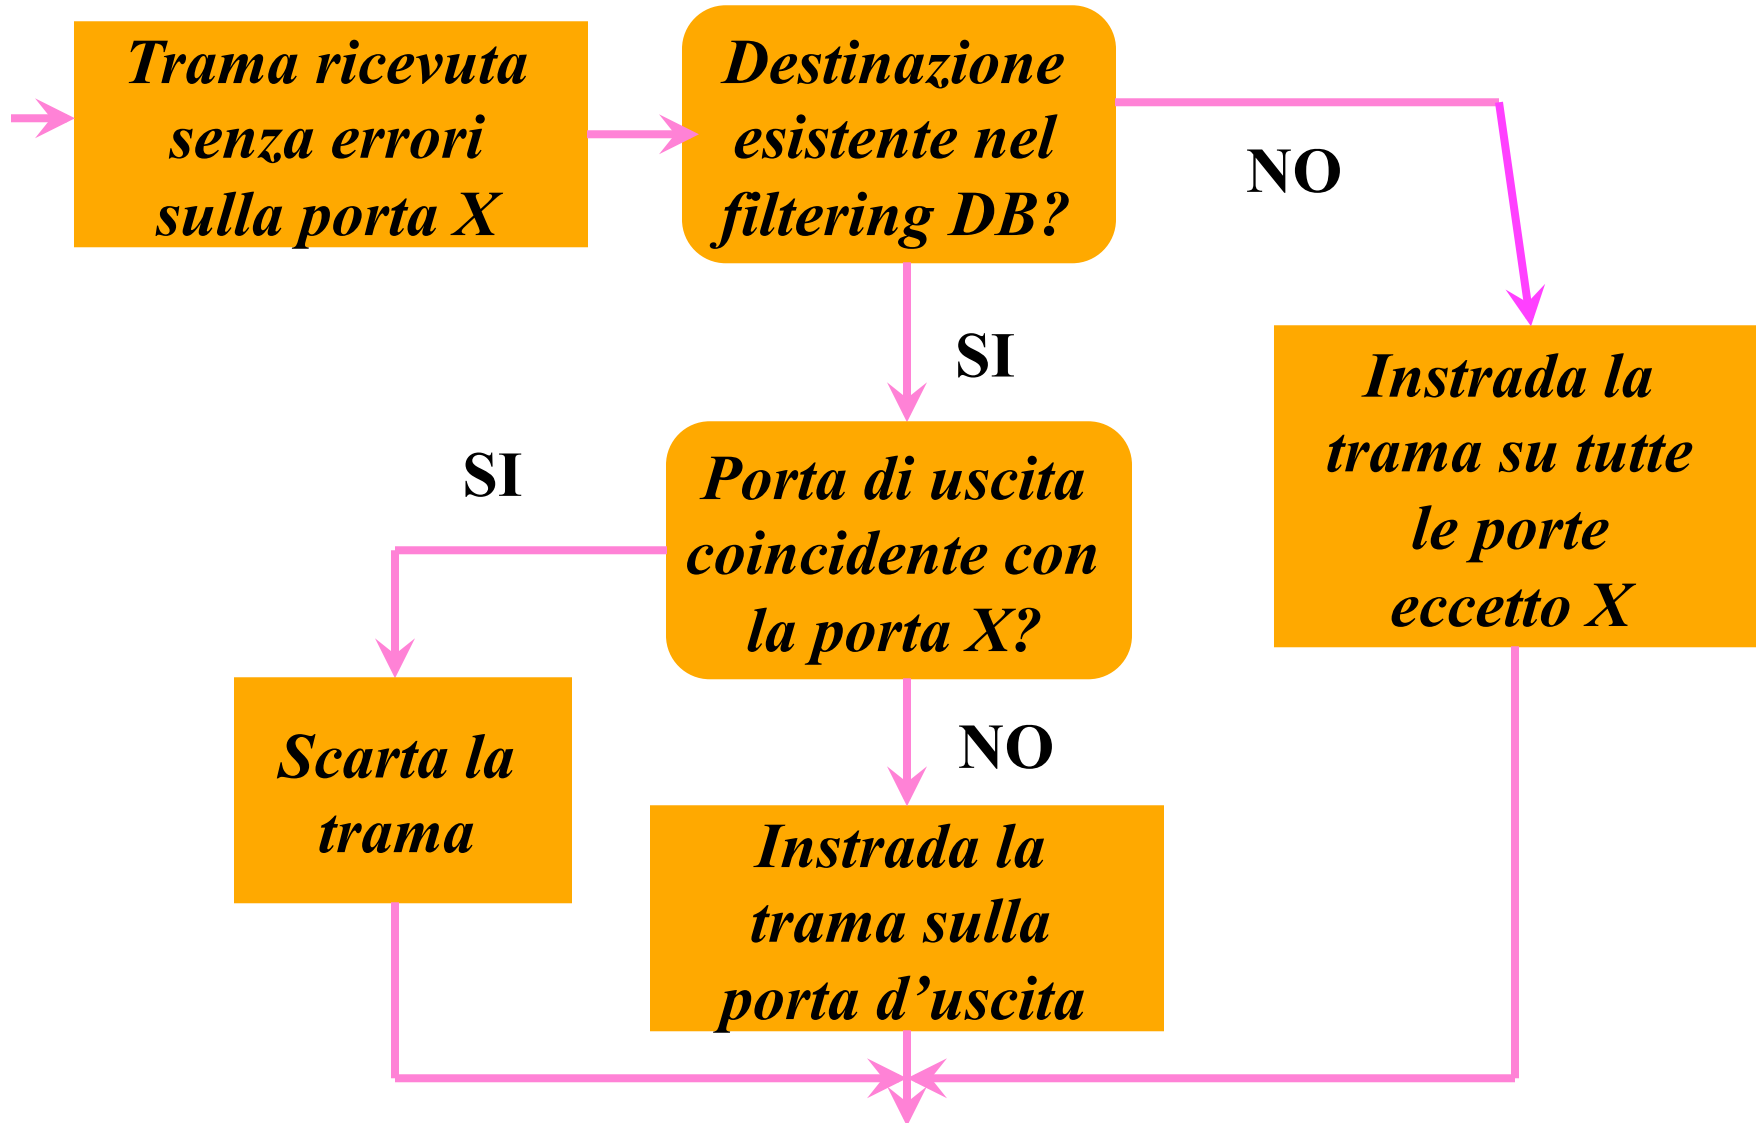 Trama ricevuta
senza errori
sulla porta X
Destinazione
esistente nel
filtering DB?
NO
SI
Instrada la
trama su tutte
le porte
eccetto X
SI
Porta di uscita
coincidente con
la porta X?
Scarta la
trama
NO
Instrada la
trama sulla
porta d’uscita